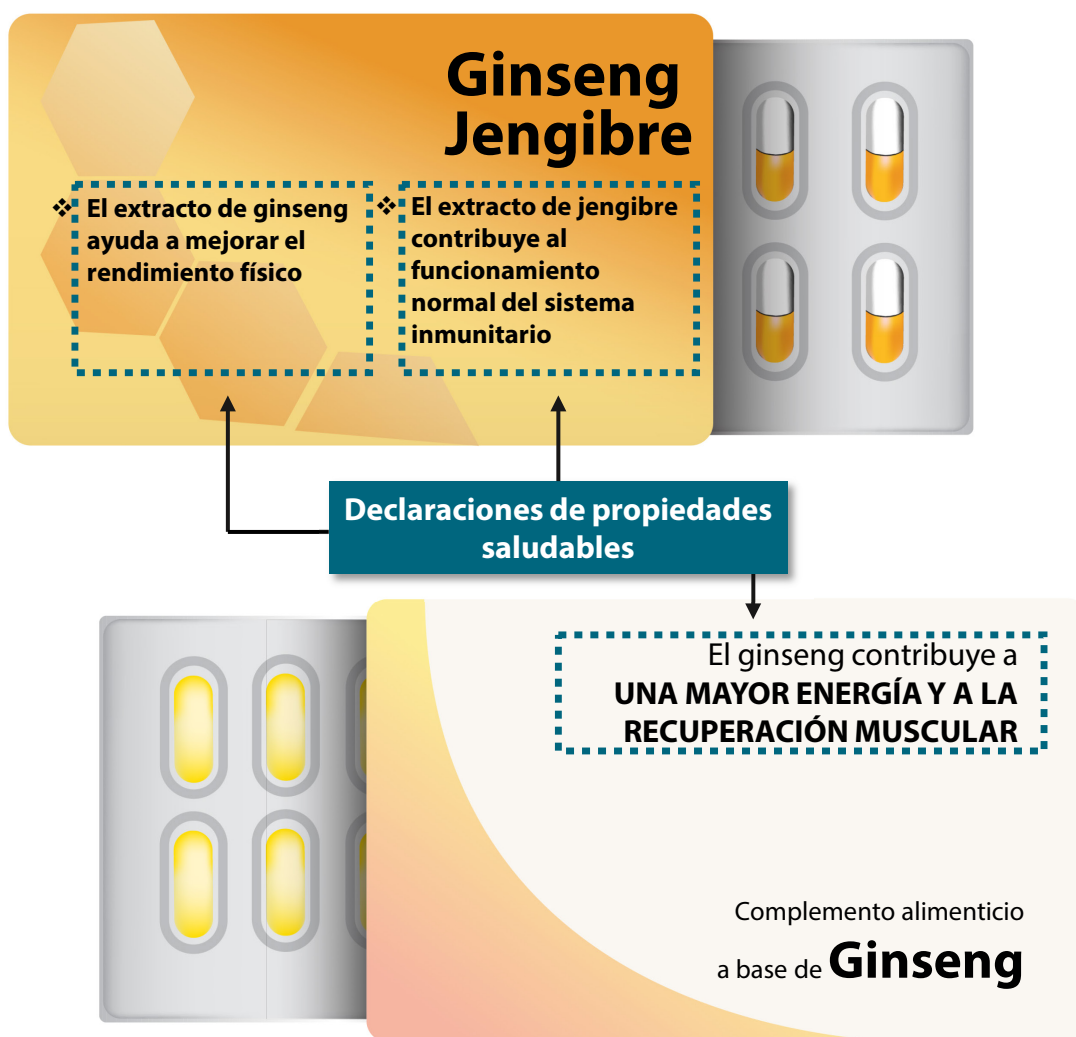 Ginseng
Jengibre
❖ El extracto de ginseng
ayuda a mejorar el
rendimiento físico
❖ El extracto de jengibre
contribuye al
funcionamiento
normal del sistema
inmunitario
Declaraciones de propiedades
saludables
El ginseng contribuye a
UNA MAYOR ENERGÍA Y A LA
RECUPERACIÓN MUSCULAR
Complemento alimenticio
a base de Ginseng